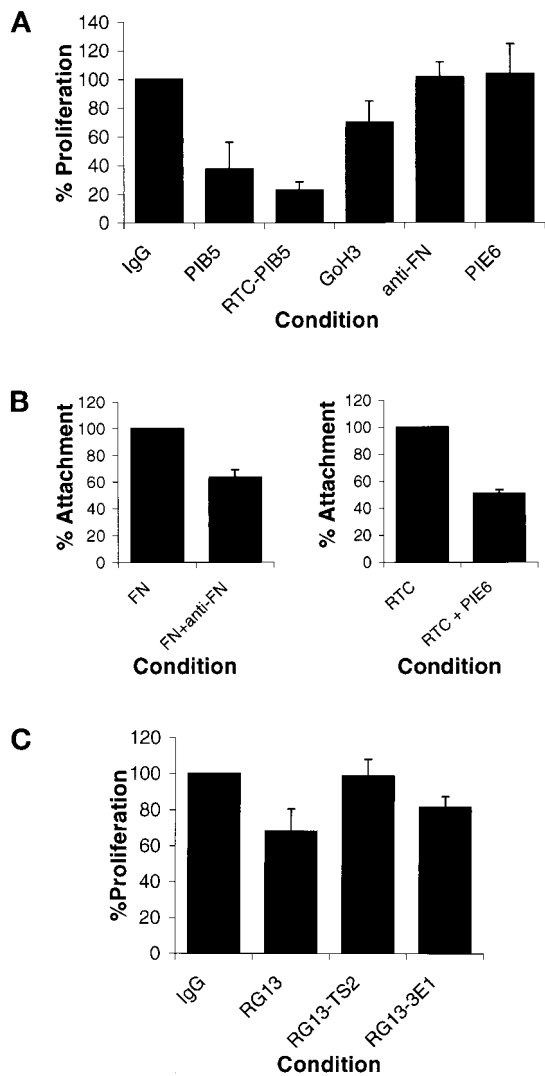 A
% Proliferation
140
120
100
80
60
40
20
0
IgG
PIB5
RTC-PIB5
GoH3
anti-FN
PIE6
Condition
B
% Attachment
120
100
80
60
40
20
0
FN
FN+anti-FN
Condition
% Attachment
120
100
80
60
40
20
0
RTC
RTC + PIE6
Condition
C
%Proliferation
120
100
80
60
40
20
0
IgG
RG13
RG13-TS2
RG13-3E1
Condition